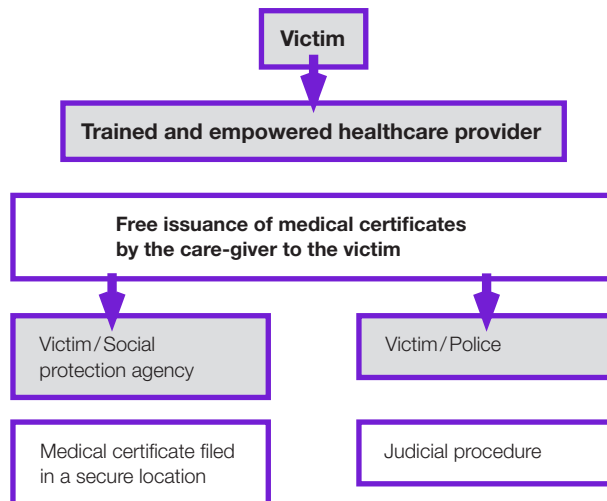 Victim
Trained and empowered healthcare provider
Free issuance of medical certificates
by the care-giver to the victim
Victim/Social
protection agency
Victim/Police
Medical certificate filed
in a secure location
Judicial procedure